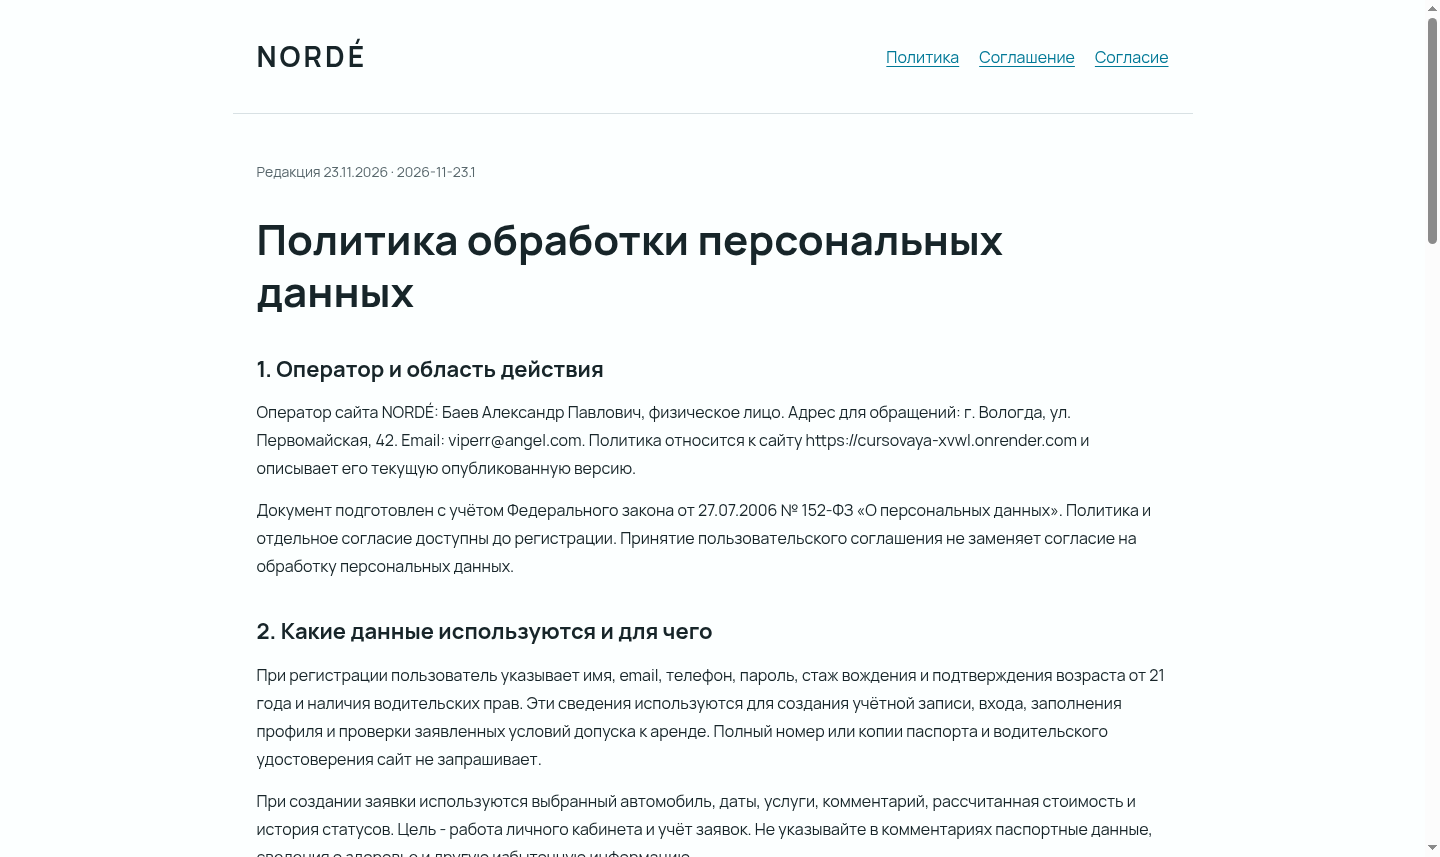 NORDÉ
Политика Соглашение Согласие
Редакция 23.11.2026 · 2026-11-23.1
Политика обработки персональных
данных
1. Оператор и область действия
Оператор сайта NORDÉ: Баев Александр Павлович, физическое лицо. Адрес для обращений: г. Вологда, ул.
Первомайская, 42. Email: viperr@angel.com. Политика относится к сайту https://cursovaya-xvwl.onrender.com и
описывает его текущую опубликованную версию.
Документ подготовлен с учётом Федерального закона от 27.07.2006 № 152-ФЗ «О персональных данных». Политика и
отдельное согласие доступны до регистрации. Принятие пользовательского соглашения не заменяет согласие на
обработку персональных данных.
2. Какие данные используются и для чего
При регистрации пользователь указывает имя, email, телефон, пароль, стаж вождения и подтверждения возраста от 21
года и наличия водительских прав. Эти сведения используются для создания учётной записи, входа, заполнения
профиля и проверки заявленных условий допуска к аренде. Полный номер или копии паспорта и водительского
удостоверения сайт не запрашивает.
При создании заявки используются выбранный автомобиль, даты, услуги, комментарий, рассчитанная стоимость и
история статусов. Цель - работа личного кабинета и учёт заявок. Не указывайте в комментариях паспортные данные,
сведения о здоровье и другую избыточную информацию.